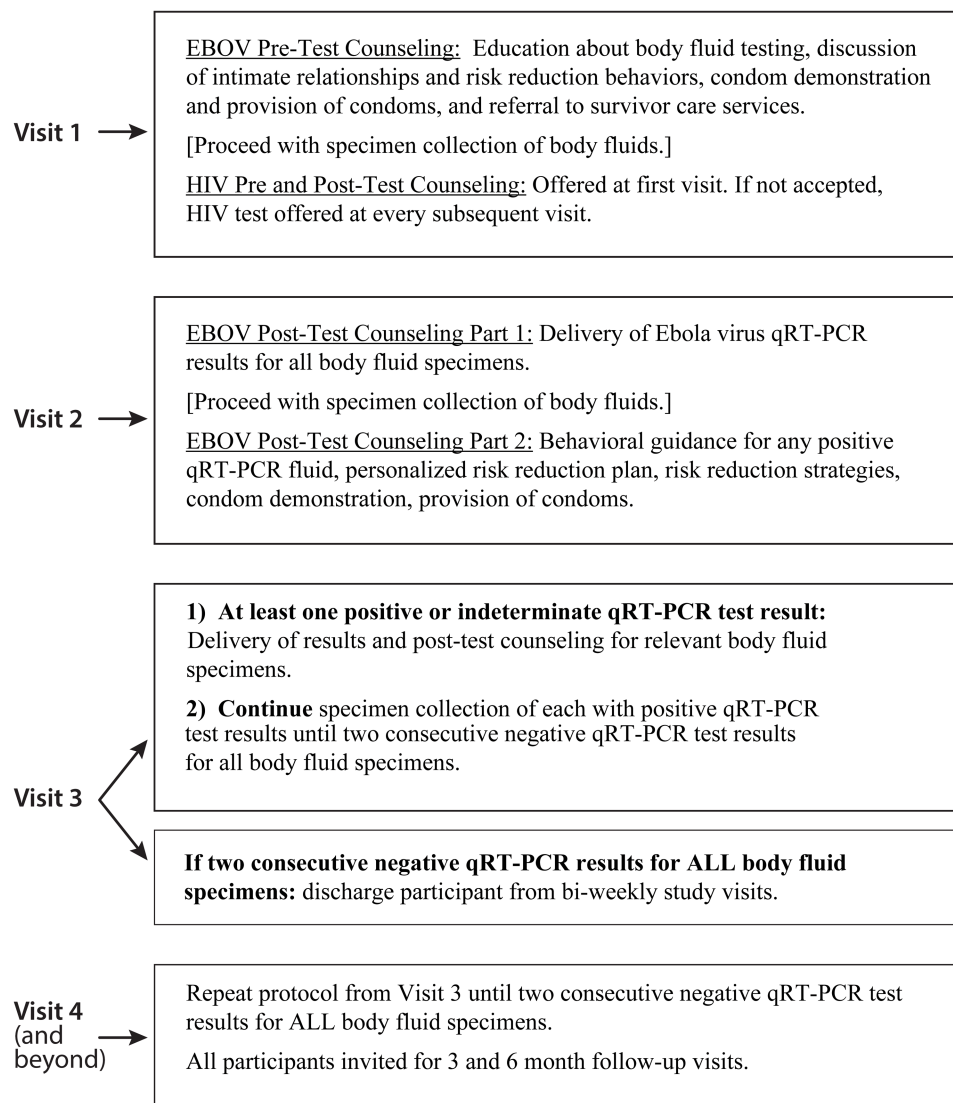 EBOV Pre-Test Counseling: Education about body fluid testing, discussion
of intimate relationships and risk reduction behaviors, condom demonstration
and provision of condoms, and referral to survivor care services.
Visit 1
[Proceed with specimen collection of body fluids.]
HIV Pre and Post-Test Counseling: Offered at first visit. If not accepted,
HIV test offered at every subsequent visit.
EBOV Post-Test Counseling Part 1: Delivery of Ebola virus qRT-PCR
results for all body fluid specimens.
Visit 2
[Proceed with specimen collection of body fluids.]
EBOV Post-Test Counseling Part 2: Behavioral guidance for any positive
qRT-PCR fluid, personalized risk reduction plan, risk reduction strategies,
condom demonstration, provision of condoms.
Visit 3
1) At least one positive or indeterminate qRT-PCR test result:
Delivery of results and post-test counseling for relevant body fluid
specimens.
2) Continue specimen collection of each with positive qRT-PCR
test results until two consecutive negative qRT-PCR test results
for all body fluid specimens.
If two consecutive negative qRT-PCR results for ALL body fluid
specimens: discharge participant from bi-weekly study visits.
Visit 4
(and
beyond)
Repeat protocol from Visit 3 until two consecutive negative qRT-PCR test
results for ALL body fluid specimens.
All participants invited for 3 and 6 month follow-up visits.